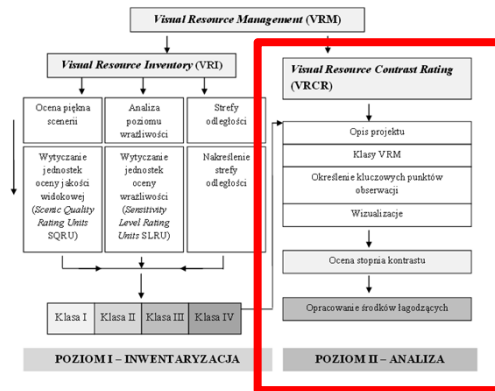 Visual Resource Management (VRM)
Visual Resource Inventory (VRI)
Ocena piękna
scenerii
Analiza
poziomu
wrażliwości
Strefy
odległości
Wytyczanie
jednostek
oceny jakości
widokowej
(Scenic Quality
Rating Units
SQRU)
Wytyczanie
jednostek
oceny
wrażliwości
(Sensitivity
Level Rating
Units SLRU)
Nakreślenie
strefy
odległości
Klasa I
Klasa II
Klasa III
Klasa IV
POZIOM I – INWENTARYZACJA
Visual Resource Contrast Rating
(VRCR)
Opis projektu
Klasy VRM
Określenie kluczowych punktów
obserwacji
Wizualizacje
Ocena stopnia kontrastu
Opracowanie środków łagodzących
POZIOM II – ANALIZA